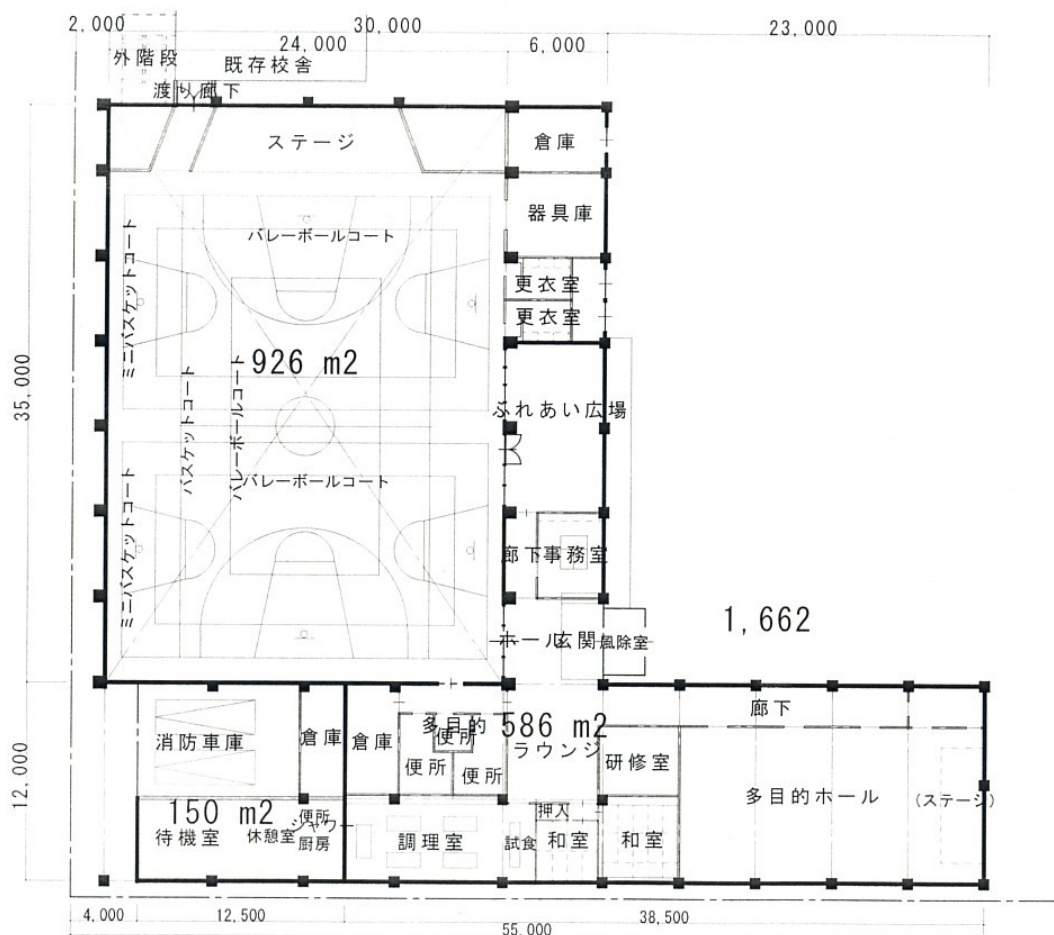 2,000
30,000
23,000
24,000
6,000
外階段
既存校舎
渡り廊下
ステージ
倉庫
器具庫
バレーボールコート
ミニバスケットコート
更衣室
更衣室
926 m2
35,000
バスケットコート
バレーボールコート
ふれあい広場
バレーボールコート
ミニバスケットコート
廊下
事務室
ホール
玄関
風除室
1,662
12,000
消防車庫
倉庫
倉庫
多目的
便所
便所
便所
586 m2
ラウンジ
廊下
研修室
多目的ホール
(ステージ)
150 m2
待機室
休憩室
便所
シャワー
厨房
調理室
試食
押入
和室
和室
4,000
12,500
38,500
55,000